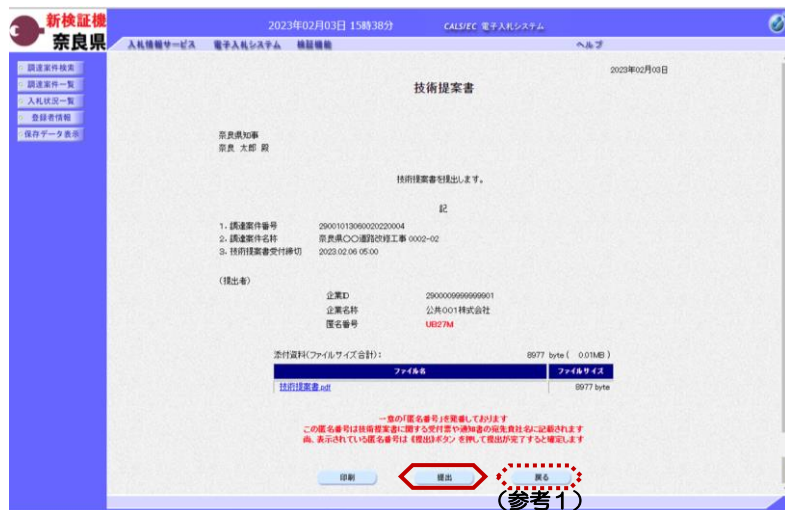 新検証機
奈良県
2023年02月03日 15時38分
CALS/EC 電子入札システム
入札情報サービス 電子入札システム 検証機能 ヘルプ
調達案件検索
調達案件一覧
入札状況一覧
登録者情報
保存データ表示
2023年02月03日
技術提案書
奈良県知事
奈良 太郎 殿
技術提案書を提出します。
記
1. 調達案件番号 29001013060020220004
2. 調達案件名称 奈良県〇〇道路改修工事 0002-02
3. 技術提案書受付締切 2023.02.06 05:00
(提出者)
企業ID 2900009999999901
企業名称 公共001株式会社
匿名番号 UB27M
添付資料(ファイルサイズ合計): 8977 byte ( 0.01MB )
ファイル名 ファイルサイズ
技術提案書.pdf 8977 byte
一意の「匿名番号」を発番しております
この匿名番号は技術提案書に関する受付票や通知書の宛先貴社名に記載されます
尚、表示されている匿名番号は《提出》ボタン を押して提出が完了すると確定します
印刷 提出 戻る
(参考1)